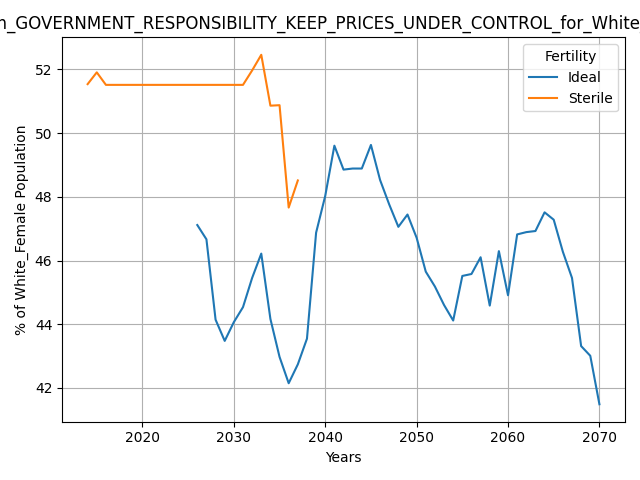 n_GOVERNMENT_RESPONSIBILITY_KEEP_PRICES_UNDER_CONTROL_for_White
Fertility
Ideal
Sterile
% of White_Female Population
52
50
48
46
44
42
2020
2030
2040
2050
2060
2070
Years